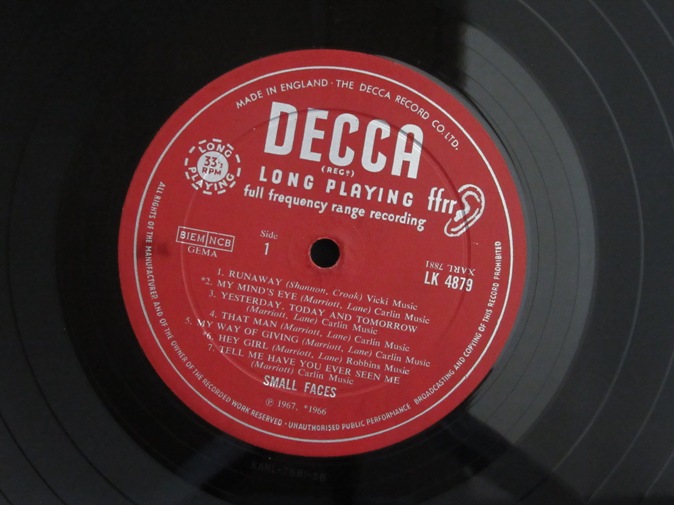 MADE IN ENGLAND · THE DECCA RECORD CO. LTD.
DECCA
(REGD)
LONG PLAYING
33⅓ RPM
LONG PLAYING
full frequency range recording
ffrr
BIEM NCB
GEMA
Side
1
XARL 7881
LK 4879
1. RUNAWAY (Shannon, Crook) Vicki Music
*2. MY MIND'S EYE (Marriott, Lane) Carlin Music
3. YESTERDAY, TODAY AND TOMORROW
(Marriott, Lane) Carlin Music
4. THAT MAN (Marriott, Lane) Carlin Music
5. MY WAY OF GIVING (Marriott, Lane) Carlin Music
*6. HEY GIRL (Marriott, Lane) Robbins Music
7. TELL ME HAVE YOU EVER SEEN ME
(Marriott) Carlin Music
SMALL FACES
℗ 1967, *1966
ALL RIGHTS OF THE MANUFACTURER AND OF THE OWNER OF THE RECORDED WORK RESERVED · UNAUTHORISED PUBLIC PERFORMANCE BROADCASTING AND COPYING OF THIS RECORD PROHIBITED